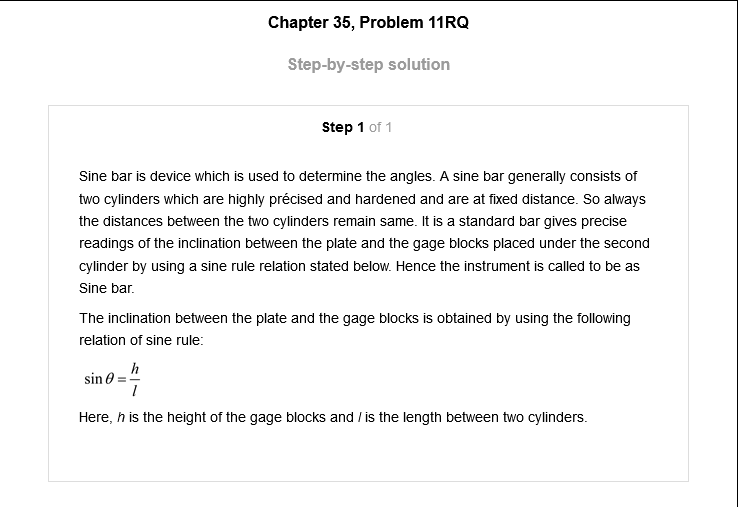 Chapter 35, Problem 11RQ
Step-by-step solution
Step 1 of 1
Sine bar is device which is used to determine the angles. A sine bar generally consists of
two cylinders which are highly précised and hardened and are at fixed distance. So always
the distances between the two cylinders remain same. It is a standard bar gives precise
readings of the inclination between the plate and the gage blocks placed under the second
cylinder by using a sine rule relation stated below. Hence the instrument is called to be as
Sine bar.
The inclination between the plate and the gage blocks is obtained by using the following
relation of sine rule:
sin θ = h/l
Here, h is the height of the gage blocks and l is the length between two cylinders.